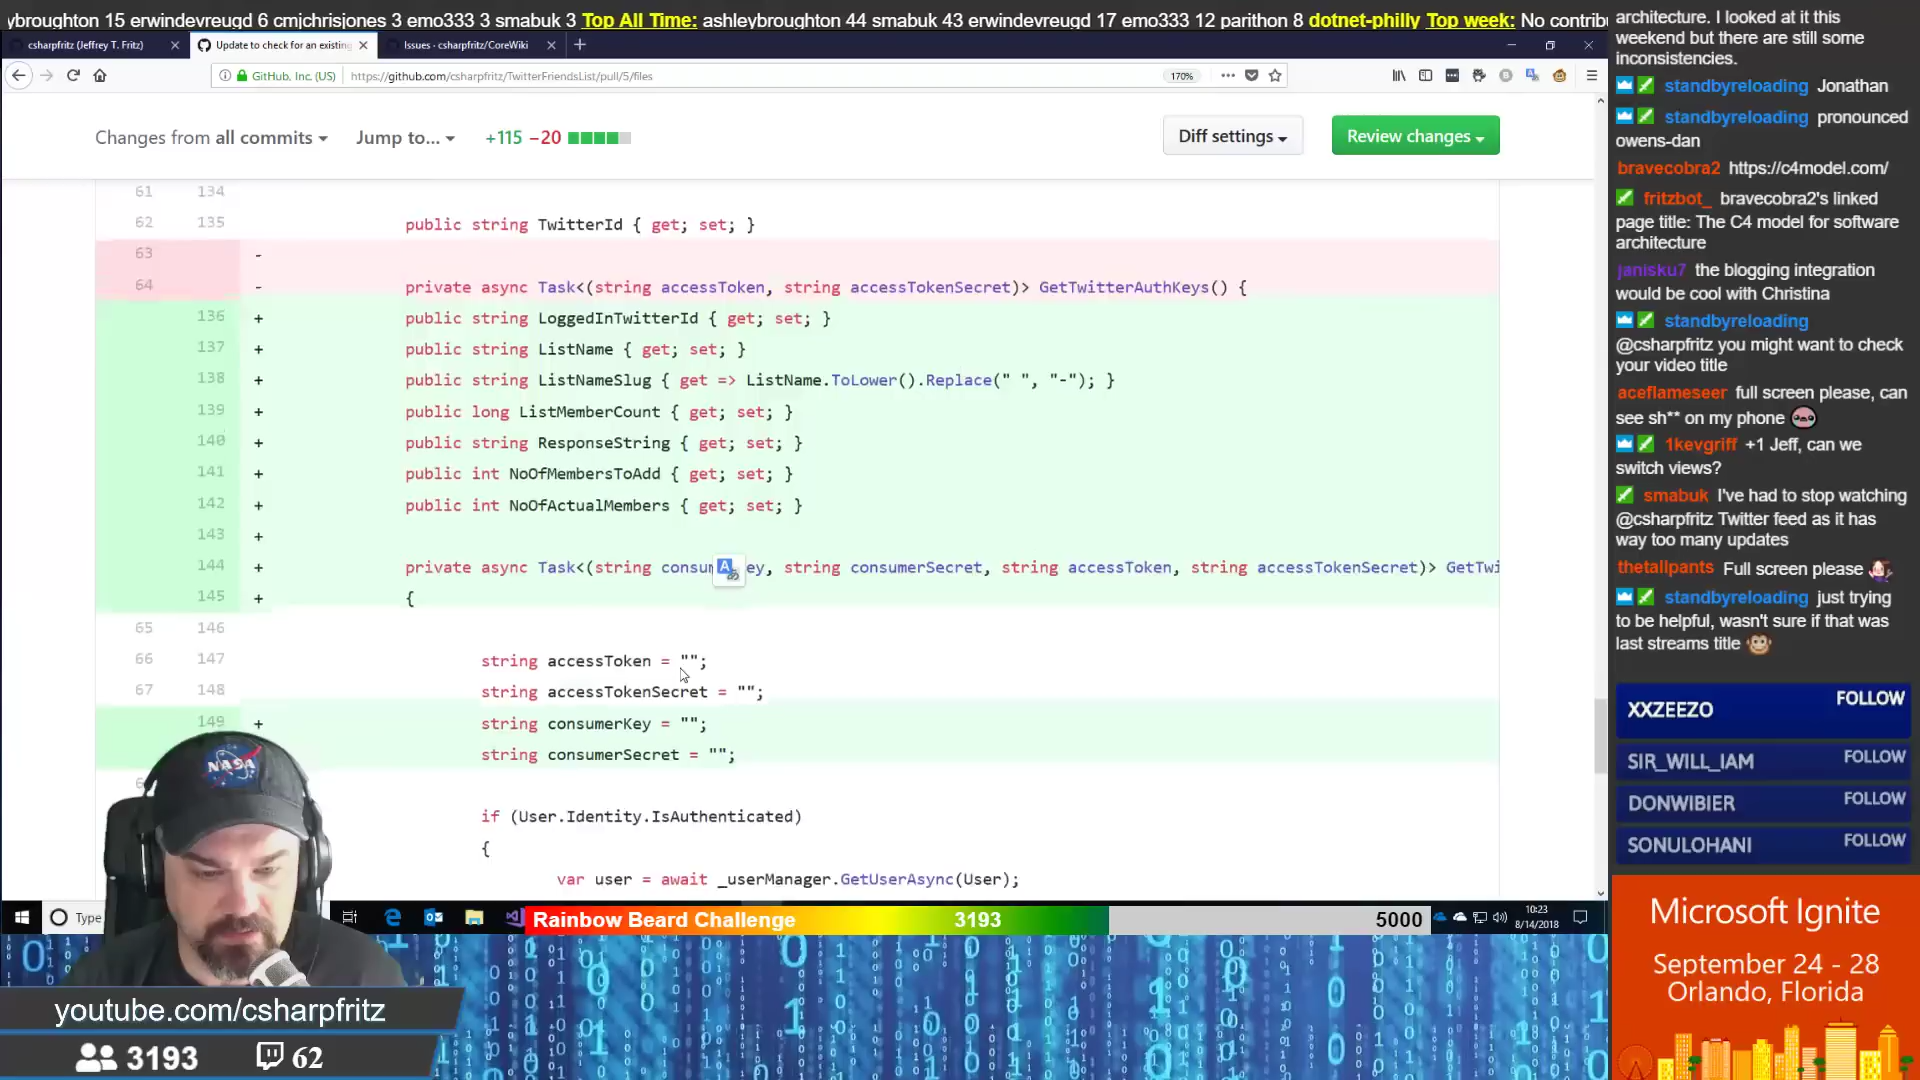 ybroughton 15 erwindevreugd 6 cmjchrisjones 3 emo333 3 smabuk 3 Top All Time: ashleybroughton 44 smabuk 43 erwindevreugd 17 emo333 12 parithon 8 dotnet-philly Top week: No contribu
csharpfritz (Jeffrey T. Fritz)
Update to check for an existing
Issues · csharpfritz/CoreWiki
GitHub, Inc. (US)
https://github.com/csharpfritz/TwitterFriendsList/pull/5/files
170%
Changes from all commits
Jump to...
+115 −20
Diff settings
Review changes
61 134
62 135 public string TwitterId { get; set; }
63 -
64 - private async Task<(string accessToken, string accessTokenSecret)> GetTwitterAuthKeys() {
136 + public string LoggedInTwitterId { get; set; }
137 + public string ListName { get; set; }
138 + public string ListNameSlug { get => ListName.ToLower().Replace(" ", "-"); }
139 + public long ListMemberCount { get; set; }
140 + public string ResponseString { get; set; }
141 + public int NoOfMembersToAdd { get; set; }
142 + public int NoOfActualMembers { get; set; }
143 +
144 + private async Task<(string consu ey, string consumerSecret, string accessToken, string accessTokenSecret)> GetTwi
145 + {
65 146
66 147 string accessToken = "";
67 148 string accessTokenSecret = "";
149 + string consumerKey = "";
string consumerSecret = "";
if (User.Identity.IsAuthenticated)
{
var user = await _userManager.GetUserAsync(User);
NASA
Type
Rainbow Beard Challenge 3193 5000
10:23
8/14/2018
youtube.com/csharpfritz
3193 62
architecture. I looked at it this
weekend but there are still some
inconsistencies.
standbyreloading Jonathan
standbyreloading pronounced
owens-dan
bravecobra2 https://c4model.com/
fritzbot_ bravecobra2's linked
page title: The C4 model for software
architecture
janisku7 the blogging integration
would be cool with Christina
standbyreloading
@csharpfritz you might want to check
your video title
aceflameseer full screen please, can
see sh** on my phone
1kevgriff +1 Jeff, can we
switch views?
smabuk I've had to stop watching
@csharpfritz Twitter feed as it has
way too many updates
thetallpants Full screen please
standbyreloading just trying
to be helpful, wasn't sure if that was
last streams title
XXZEEZO FOLLOW
SIR_WILL_IAM FOLLOW
DONWIBIER FOLLOW
SONULOHANI FOLLOW
Microsoft Ignite
September 24 - 28
Orlando, Florida